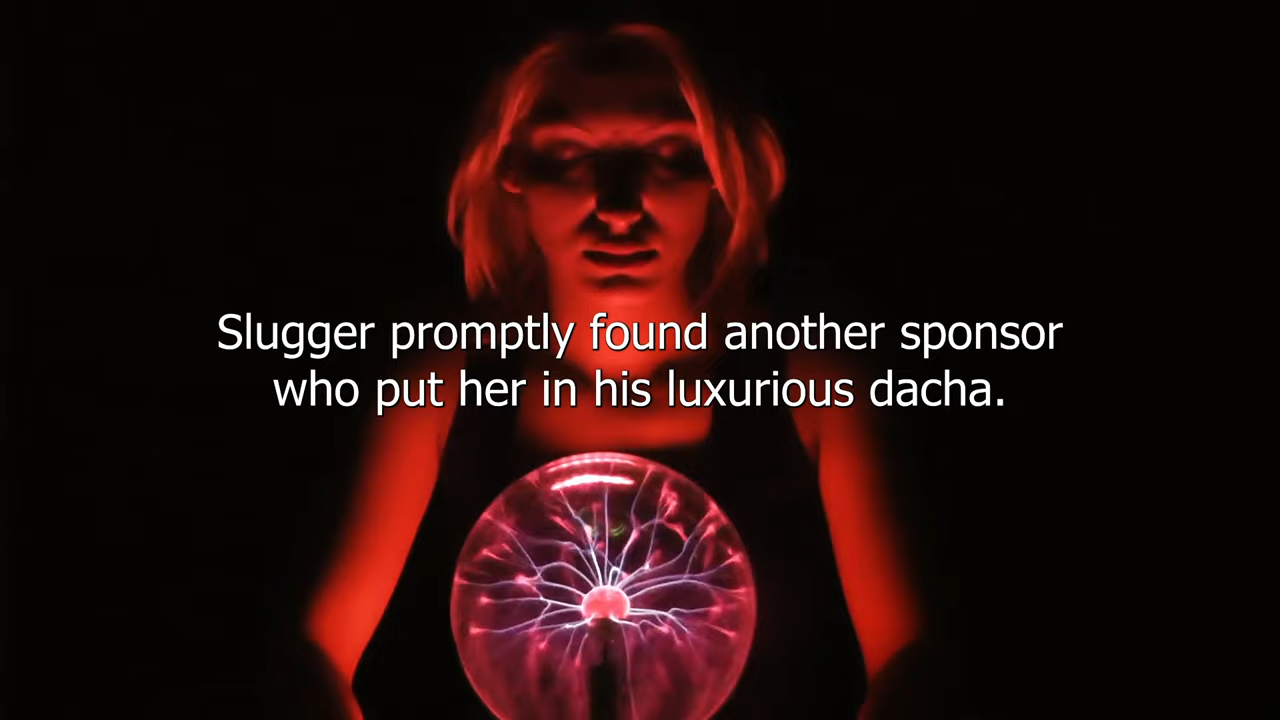 Slugger promptly found another sponsor
who put her in his luxurious dacha.